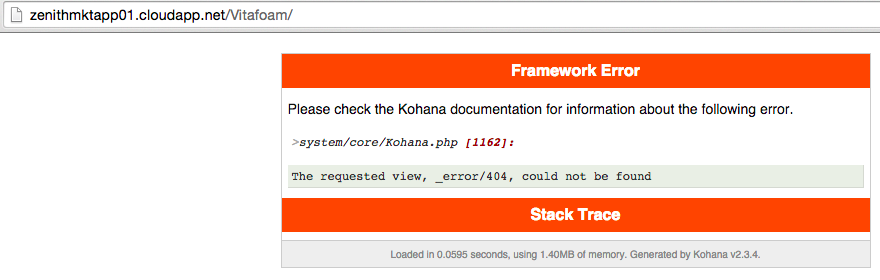 zenithmktapp01.cloudapp.net/Vitafoam/
Framework Error
Please check the Kohana documentation for information about the following error.
>system/core/Kohana.php [1162]:
The requested view, _error/404, could not be found
Stack Trace
Loaded in 0.0595 seconds, using 1.40MB of memory. Generated by Kohana v2.3.4.